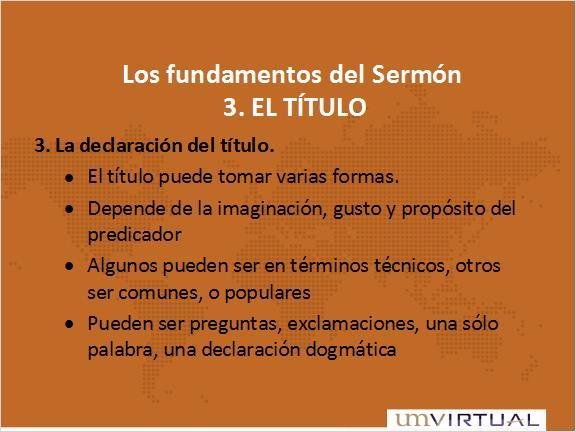 Los fundamentos del Sermón
3. EL TÍTULO
3. La declaración del título.
• El título puede tomar varias formas.
• Depende de la imaginación, gusto y propósito del
predicador
• Algunos pueden ser en términos técnicos, otros
ser comunes, o populares
• Pueden ser preguntas, exclamaciones, una sólo
palabra, una declaración dogmática
umVIRTUAL